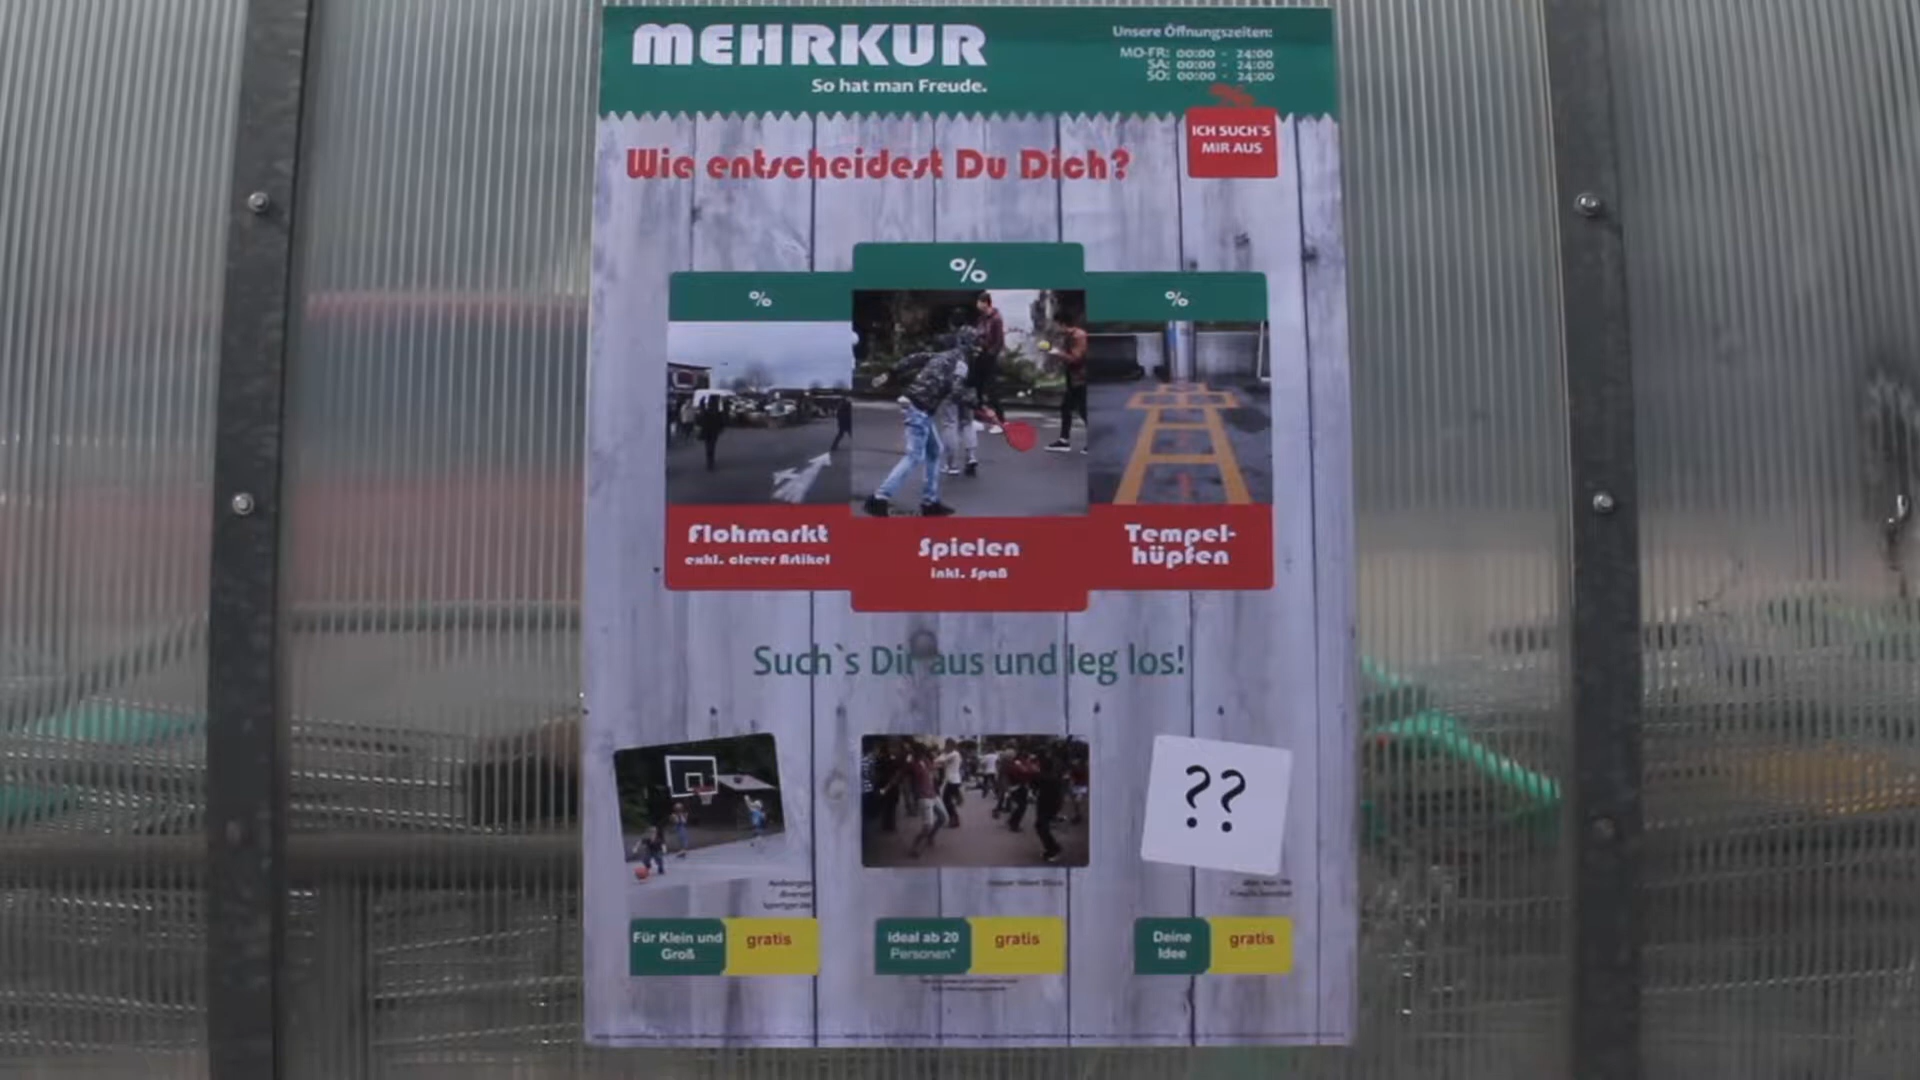 MEHRKUR
So hat man Freude.
Unsere Öffnungszeiten:
MO-FR: 00:00 - 24:00
SA: 00:00 - 24:00
SO: 00:00 - 24:00
ICH SUCH`S
MIR AUS
Wie entscheidest Du Dich?
%
%
%
Flohmarkt
exkl. clever Artikel
Spielen
inkl. Spaß
Tempel-
hüpfen
Such`s Dir aus und leg los!
??
Für Klein und
Groß
gratis
Ideal ab 20
Personen*
gratis
Deine
Idee
gratis